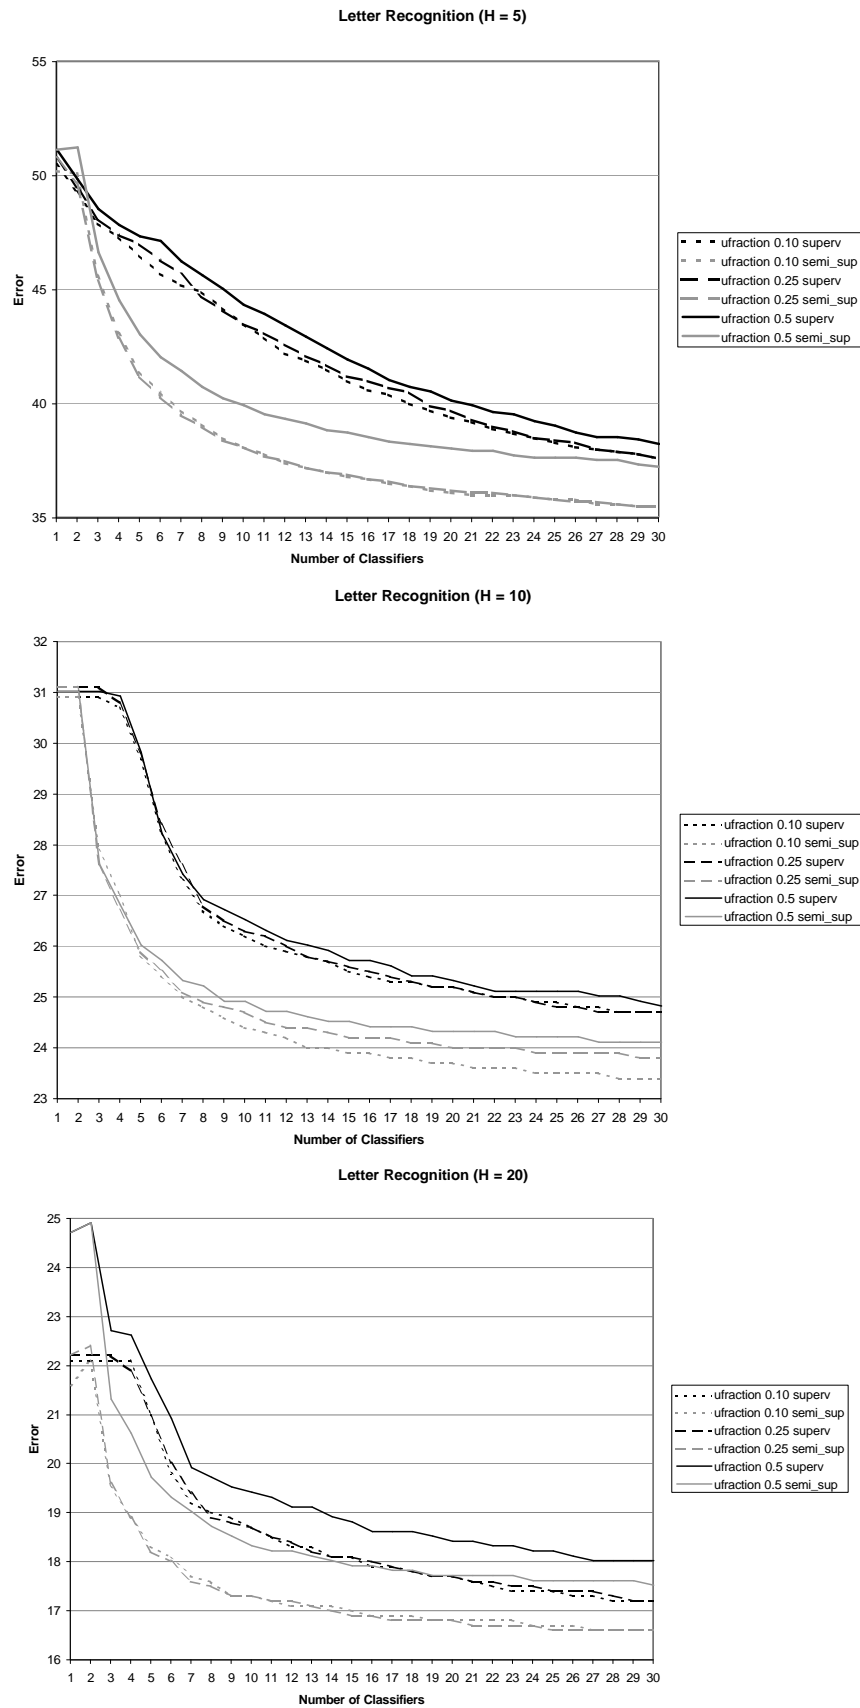 Letter Recognition (H = 5)
55
50
45
40
35
Error
1 2 3 4 5 6 7 8 9 10 11 12 13 14 15 16 17 18 19 20 21 22 23 24 25 26 27 28 29 30
Number of Classifiers
ufraction 0.10 superv
ufraction 0.10 semi_sup
ufraction 0.25 superv
ufraction 0.25 semi_sup
ufraction 0.5 superv
ufraction 0.5 semi_sup
Letter Recognition (H = 10)
32
31
30
29
28
27
26
25
24
23
Error
1 2 3 4 5 6 7 8 9 10 11 12 13 14 15 16 17 18 19 20 21 22 23 24 25 26 27 28 29 30
Number of Classifiers
ufraction 0.10 superv
ufraction 0.10 semi_sup
ufraction 0.25 superv
ufraction 0.25 semi_sup
ufraction 0.5 superv
ufraction 0.5 semi_sup
Letter Recognition (H = 20)
25
24
23
22
21
20
19
18
17
16
Error
1 2 3 4 5 6 7 8 9 10 11 12 13 14 15 16 17 18 19 20 21 22 23 24 25 26 27 28 29 30
Number of Classifiers
ufraction 0.10 superv
ufraction 0.10 semi_sup
ufraction 0.25 superv
ufraction 0.25 semi_sup
ufraction 0.5 superv
ufraction 0.5 semi_sup